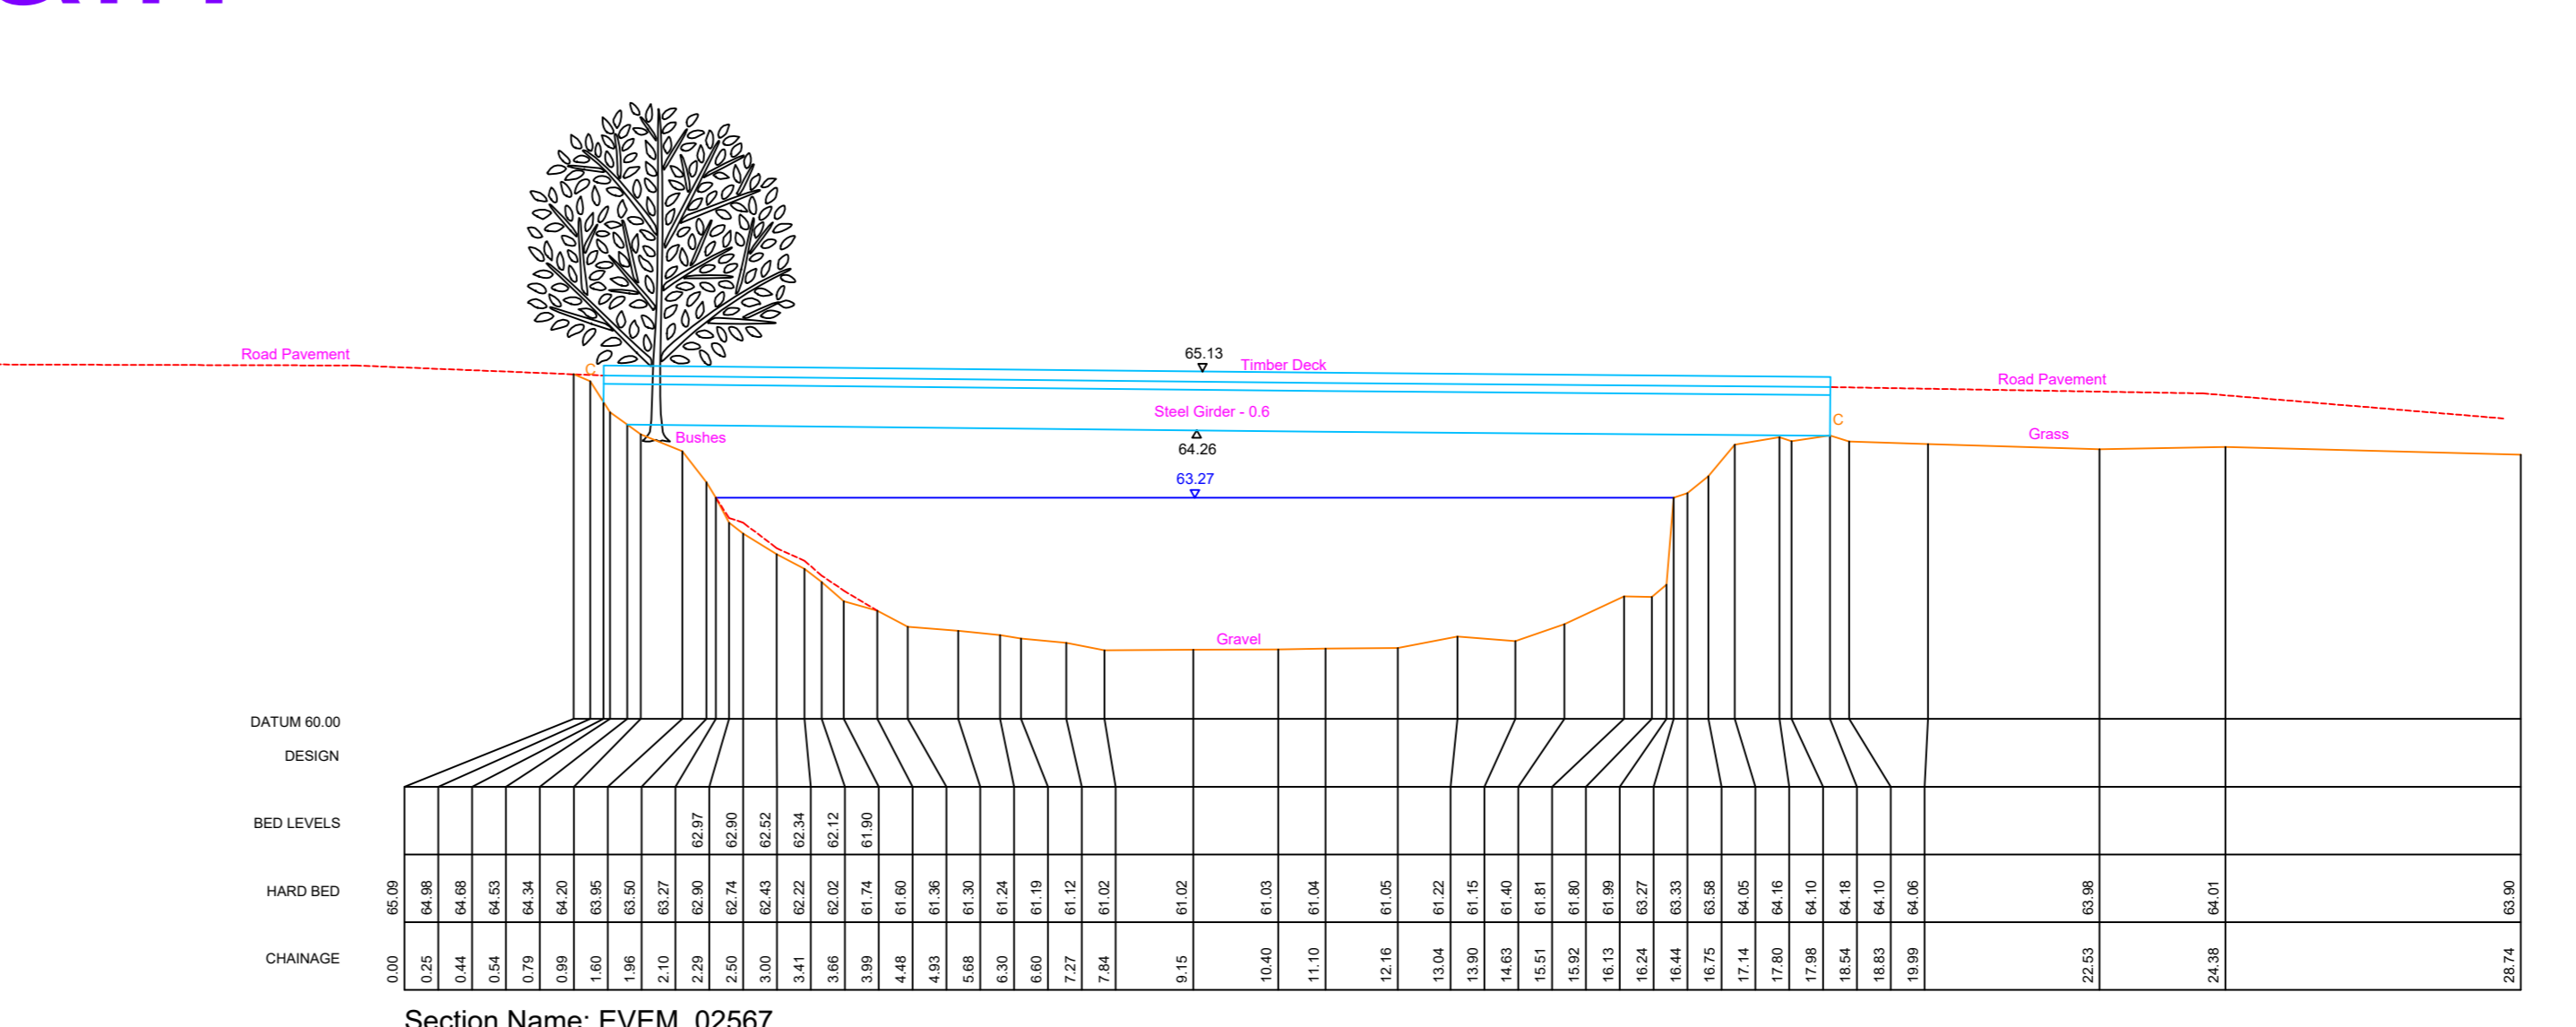 Road Pavement
C
65.13
Timber Deck
Road Pavement
Steel Girder - 0.6
C
Bushes
64.26
Grass
63.27
Gravel
DATUM 60.00
DESIGN
BED LEVELS 62.97 62.90 62.52 62.34 62.12 61.90
HARD BED 65.09 64.98 64.68 64.53 64.34 64.20 63.95 63.50 63.27 62.90 62.74 62.43 62.22 62.02 61.74 61.60 61.36 61.30 61.24 61.19 61.12 61.02 61.02 61.03 61.04 61.05 61.22 61.15 61.40 61.81 61.80 61.99 63.27 63.33 63.58 64.05 64.16 64.10 64.18 64.10 64.06 63.98 64.01 63.90
CHAINAGE 0.00 0.25 0.44 0.54 0.79 0.99 1.60 1.96 2.10 2.29 2.50 3.00 3.41 3.66 3.99 4.48 4.93 5.68 6.30 6.60 7.27 7.84 9.15 10.40 11.10 12.16 13.04 13.90 14.63 15.51 15.92 16.13 16.24 16.44 16.75 17.14 17.80 17.98 18.54 18.83 19.99 22.53 24.38 28.74
Section Name: EVEM_02567